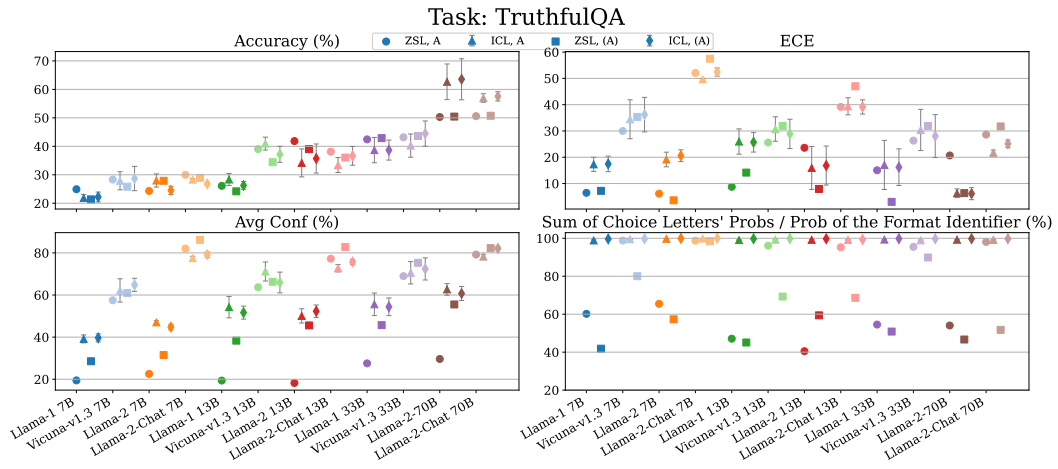 Task: TruthfulQA
Accuracy (%)
ZSL, A
ICL, A
ZSL, (A)
ICL, (A)
ECE
70
60
50
40
30
20
60
50
40
30
20
10
Avg Conf (%)
Sum of Choice Letters' Probs / Prob of the Format Identifier (%)
80
60
40
20
100
80
60
40
20
Llama-1 7B
Vicuna-v1.3 7B
Llama-2 7B
Llama-2-Chat 7B
Llama-1 13B
Vicuna-v1.3 13B
Llama-2 13B
Llama-2-Chat 13B
Llama-1 33B
Vicuna-v1.3 33B
Llama-2-70B
Llama-2-Chat 70B
Llama-1 7B
Vicuna-v1.3 7B
Llama-2 7B
Llama-2-Chat 7B
Llama-1 13B
Vicuna-v1.3 13B
Llama-2 13B
Llama-2-Chat 13B
Llama-1 33B
Vicuna-v1.3 33B
Llama-2-70B
Llama-2-Chat 70B